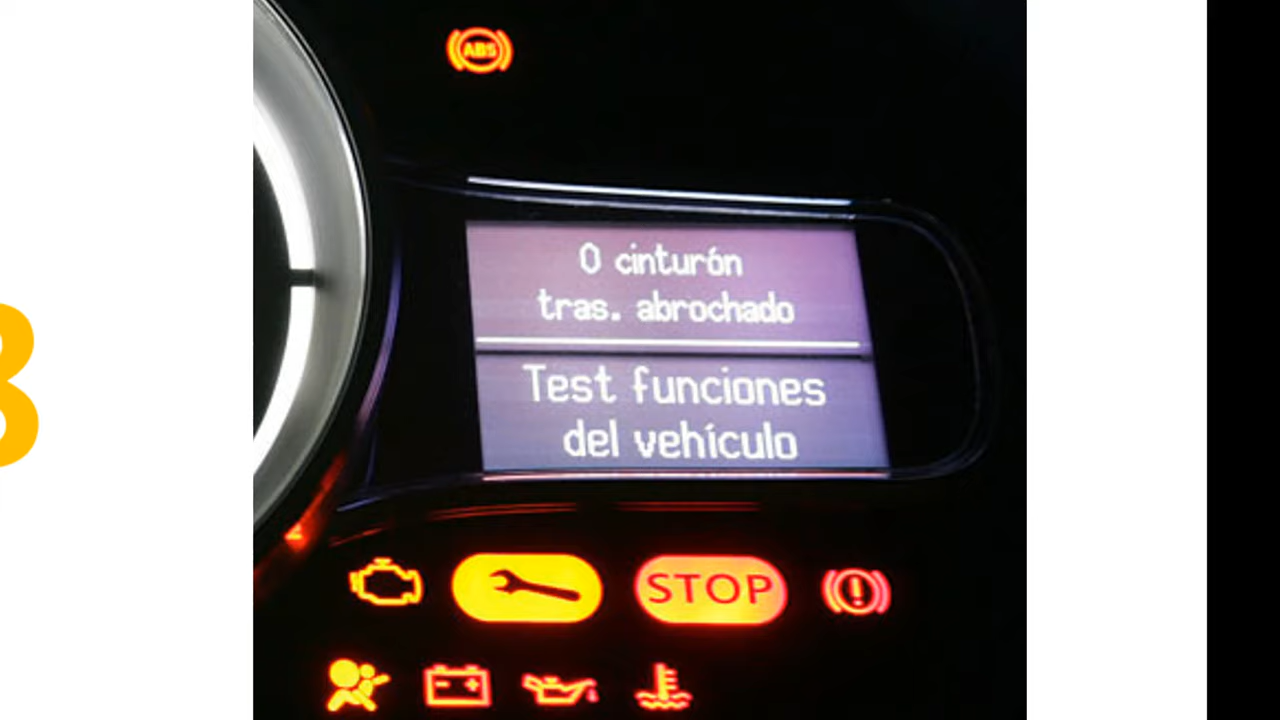 ABS
0 cinturón
tras. abrochado
Test funciones
del vehículo
STOP